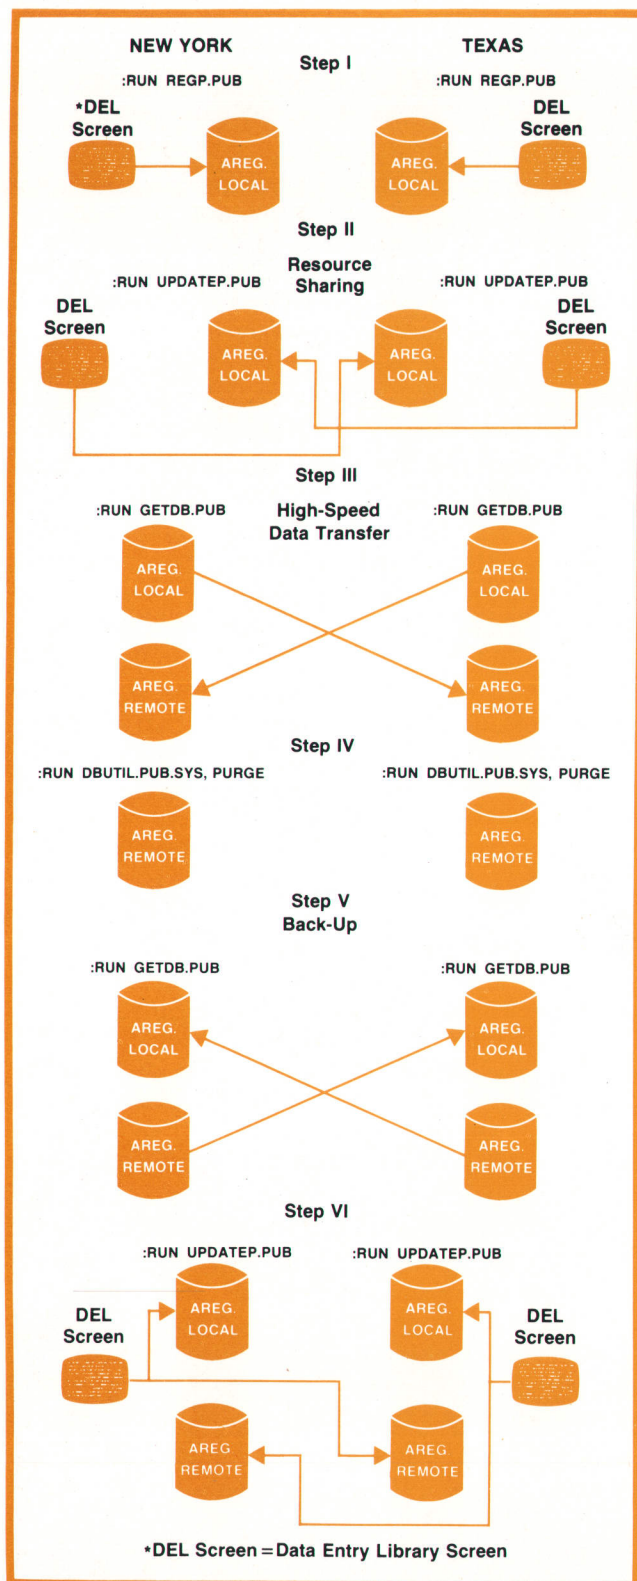 NEW YORK
TEXAS
Step I
:RUN REGP.PUB
:RUN REGP.PUB
*DEL
Screen
AREG.
LOCAL
AREG.
LOCAL
DEL
Screen
Step II
Resource
Sharing
:RUN UPDATEP.PUB
:RUN UPDATEP.PUB
DEL
Screen
AREG.
LOCAL
AREG.
LOCAL
DEL
Screen
Step III
High-Speed
Data Transfer
:RUN GETDB.PUB
:RUN GETDB.PUB
AREG.
LOCAL
AREG.
LOCAL
AREG.
REMOTE
AREG.
REMOTE
Step IV
:RUN DBUTIL.PUB.SYS, PURGE
:RUN DBUTIL.PUB.SYS, PURGE
AREG.
REMOTE
AREG.
REMOTE
Step V
Back-Up
:RUN GETDB.PUB
:RUN GETDB.PUB
AREG.
LOCAL
AREG.
LOCAL
AREG.
REMOTE
AREG.
REMOTE
Step VI
:RUN UPDATEP.PUB
:RUN UPDATEP.PUB
DEL
Screen
AREG.
LOCAL
AREG.
LOCAL
DEL
Screen
AREG.
REMOTE
AREG.
REMOTE
*DEL Screen=Data Entry Library Screen